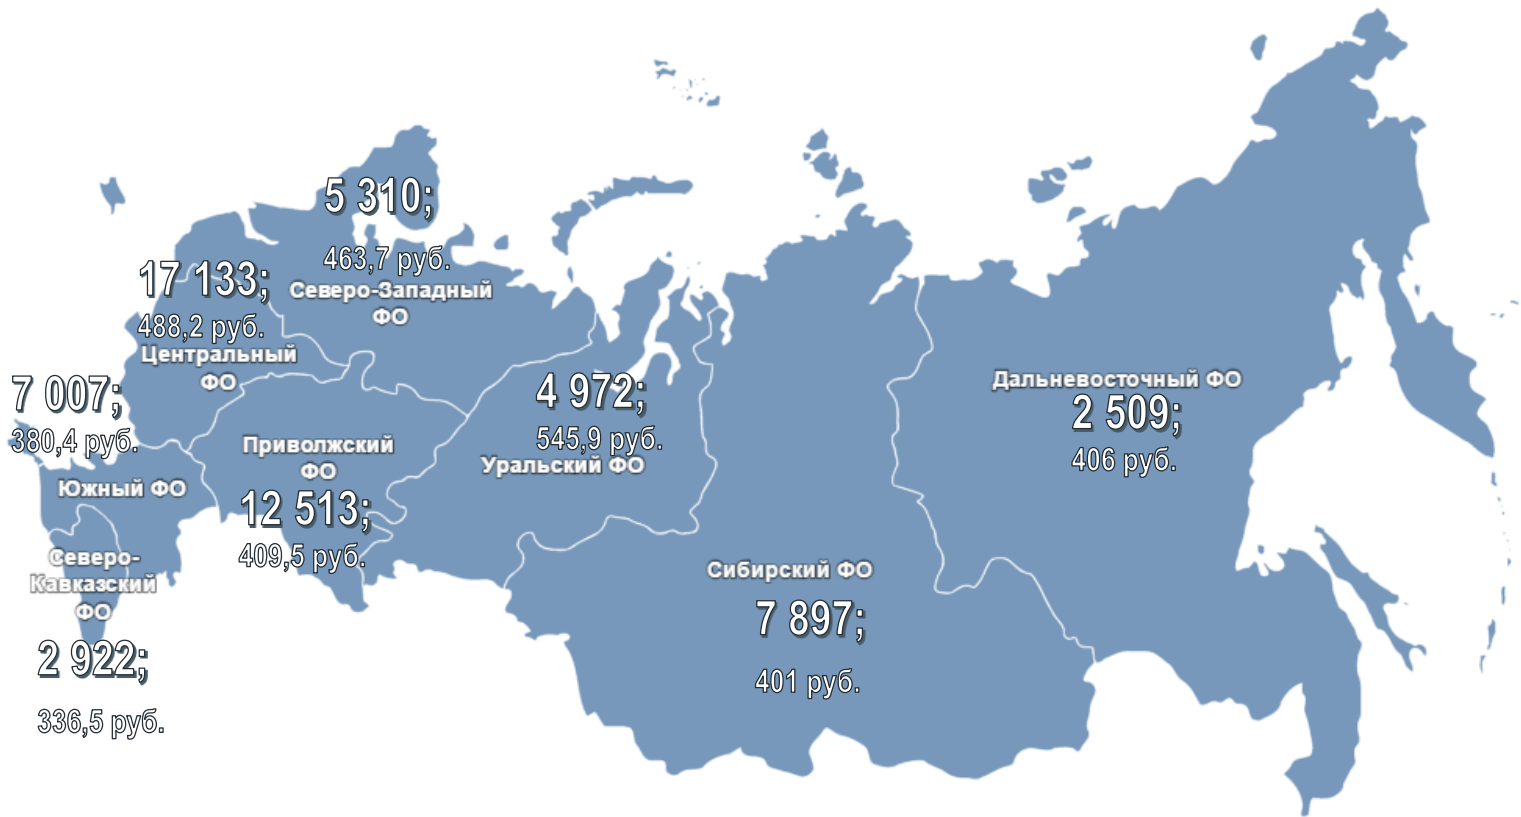 5 310;
463,7 руб.
Северо-Западный
ФО
17 133;
488,2 руб.
Центральный
ФО
7 007;
380,4 руб.
Южный ФО
Приволжский
ФО
12 513;
409,5 руб.
4 972;
545,9 руб.
Уральский ФО
Дальневосточный ФО
2 509;
406 руб.
Северо-
Кавказский
ФО
2 922;
336,5 руб.
Сибирский ФО
7 897;
401 руб.